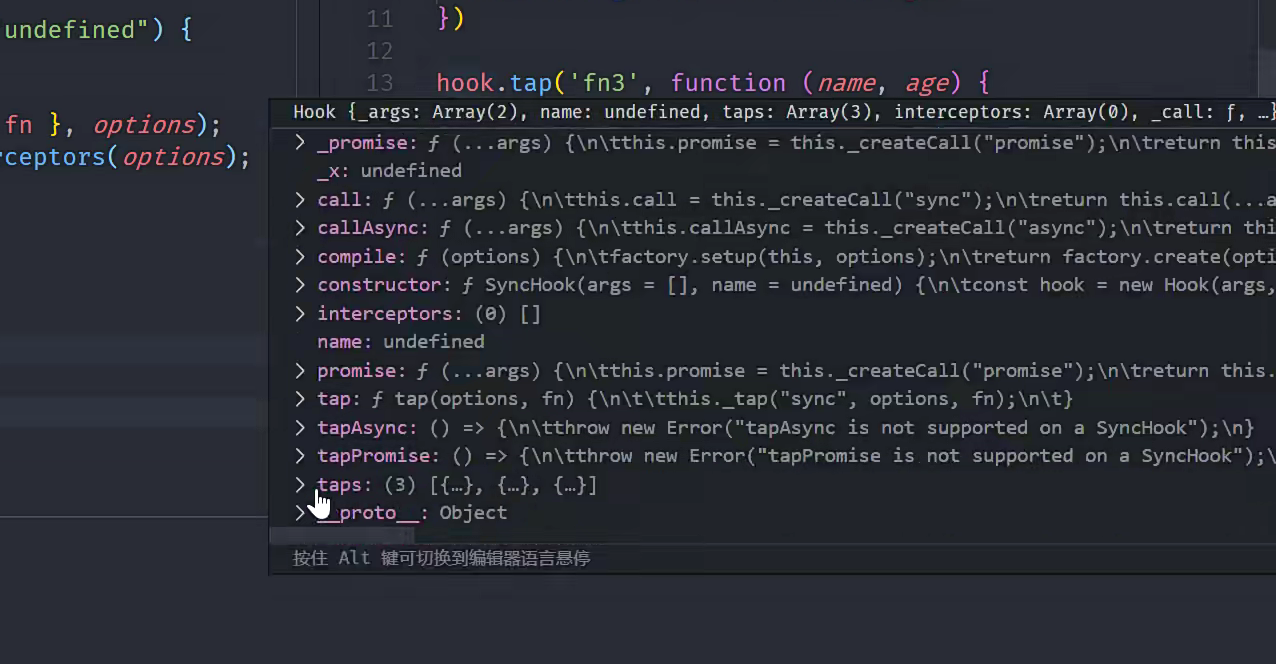 undefined") {
fn }, options);
rceptors(options);
11 })
12
13 hook.tap('fn3', function (name, age) {
Hook {_args: Array(2), name: undefined, taps: Array(3), interceptors: Array(0), _call: ƒ, …}
_promise: ƒ (...args) {\n\tthis.promise = this._createCall("promise");\n\treturn this
_x: undefined
call: ƒ (...args) {\n\tthis.call = this._createCall("sync");\n\treturn this.call(...a
callAsync: ƒ (...args) {\n\tthis.callAsync = this._createCall("async");\n\treturn thi
compile: ƒ (options) {\n\tfactory.setup(this, options);\n\treturn factory.create(opti
constructor: ƒ SyncHook(args = [], name = undefined) {\n\tconst hook = new Hook(args,
interceptors: (0) []
name: undefined
promise: ƒ (...args) {\n\tthis.promise = this._createCall("promise");\n\treturn this.
tap: ƒ tap(options, fn) {\n\t\tthis._tap("sync", options, fn);\n\t}
tapAsync: () => {\n\tthrow new Error("tapAsync is not supported on a SyncHook");\n}
tapPromise: () => {\n\tthrow new Error("tapPromise is not supported on a SyncHook");\
taps: (3) [{…}, {…}, {…}]
__proto__: Object
按住 Alt 键可切换到编辑器语言悬停